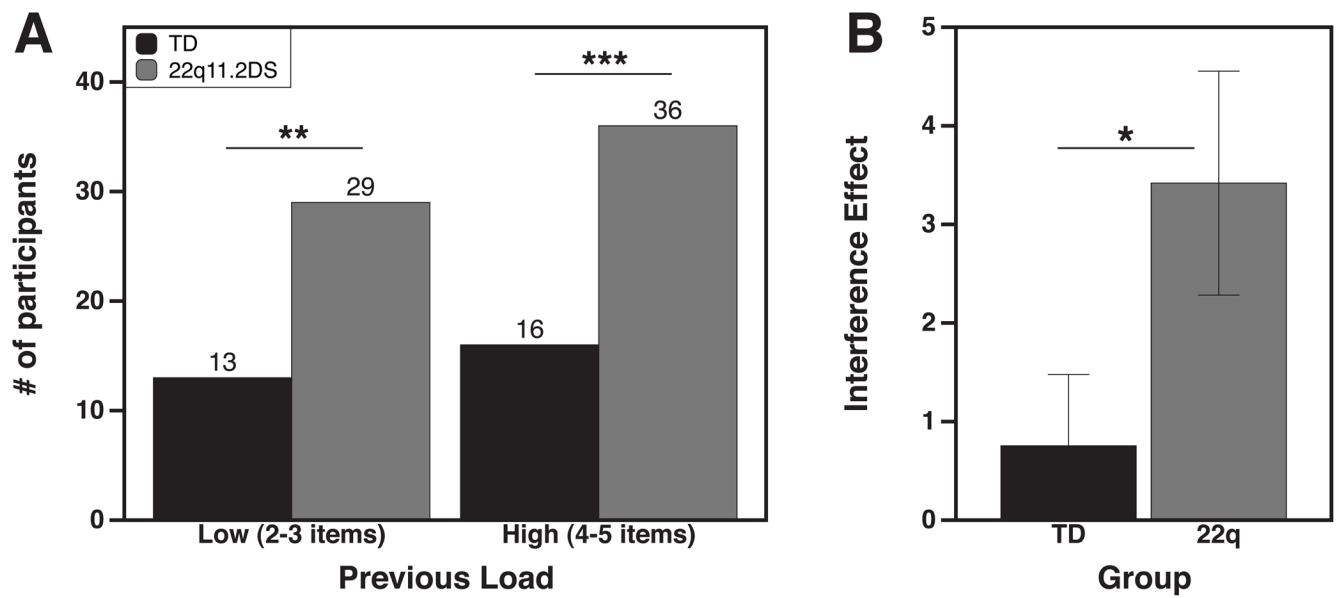 A
TD
22q11.2DS
# of participants
40
30
20
10
0
**
***
13
29
16
36
Low (2-3 items)
High (4-5 items)
Previous Load
B
Interference Effect
5
4
3
2
1
0
*
TD
22q
Group